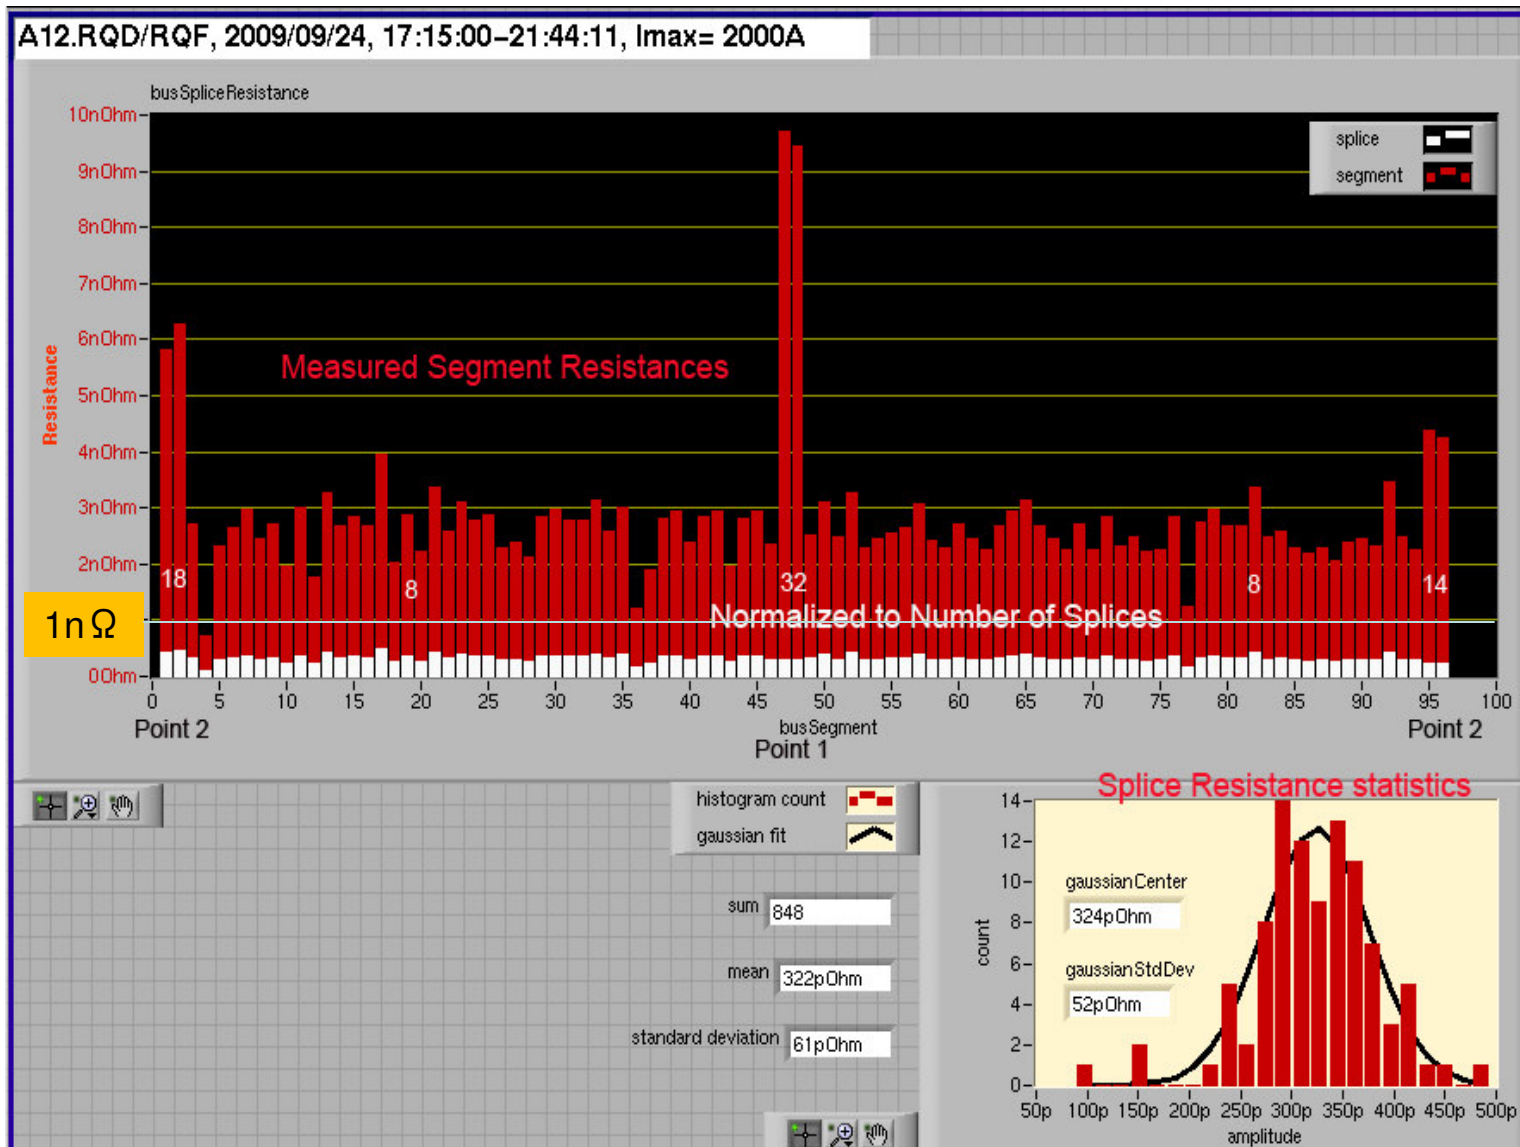 A12.RQD/RQF, 2009/09/24, 17:15:00-21:44:11, Imax= 2000A
busSpliceResistance
10nOhm
9nOhm
8nOhm
7nOhm
6nOhm
5nOhm
4nOhm
3nOhm
2nOhm
1nΩ
00hm
Resistance
splice
segment
Measured Segment Resistances
18
8
32
8
14
Normalized to Number of Splices
0 5 10 15 20 25 30 35 40 45 50 55 60 65 70 75 80 85 90 95 100
busSegment
Point 2
Point 1
Point 2
histogram count
gaussian fit
sum 848
mean 322pOhm
standard deviation 61pOhm
Splice Resistance statistics
14
12
10
8
6
4
2
0
count
gaussianCenter
324pOhm
gaussianStdDev
52pOhm
50p 100p 150p 200p 250p 300p 350p 400p 450p 500p
amplitude